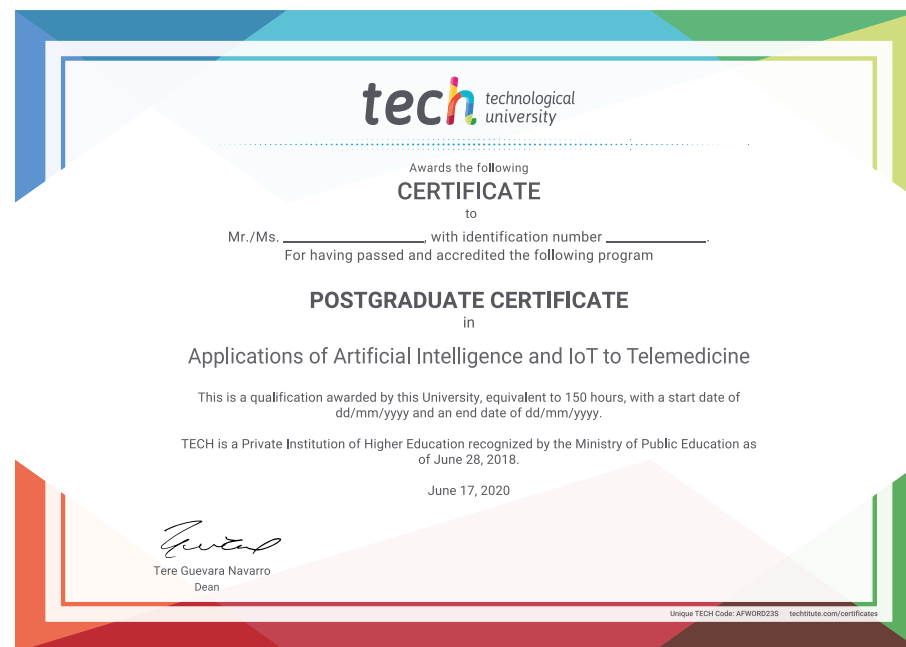 tech technological
university
Awards the following
CERTIFICATE
to
Mr./Ms. ____________________, with identification number ______________.
For having passed and accredited the following program
POSTGRADUATE CERTIFICATE
in
Applications of Artificial Intelligence and IoT to Telemedicine
This is a qualification awarded by this University, equivalent to 150 hours, with a start date of
dd/mm/yyyy and an end date of dd/mm/yyyy.
TECH is a Private Institution of Higher Education recognized by the Ministry of Public Education as
of June 28, 2018.
June 17, 2020
Tere Guevara Navarro
Dean
Unique TECH Code: AFWORD23S techtitute.com/certificates